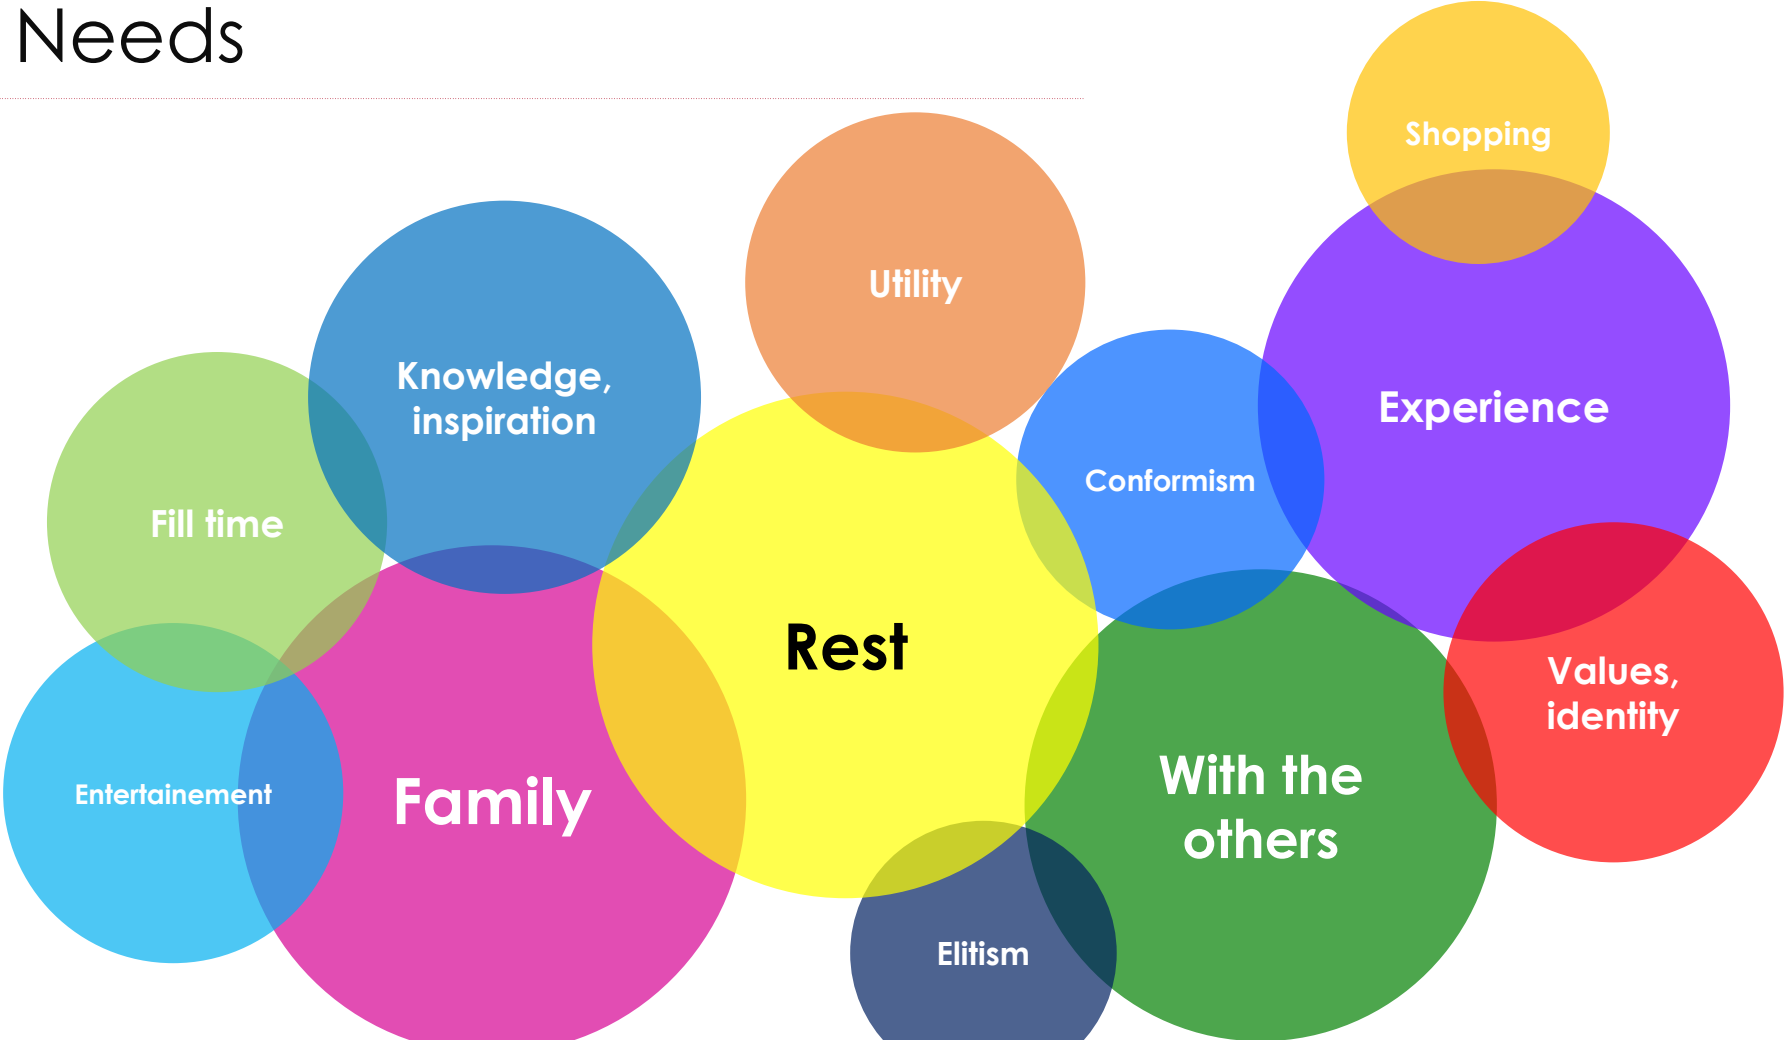 Needs
Shopping
Utility
Knowledge,
inspiration
Experience
Conformism
Fill time
Rest
Values,
identity
With the
others
Entertainement
Family
Elitism